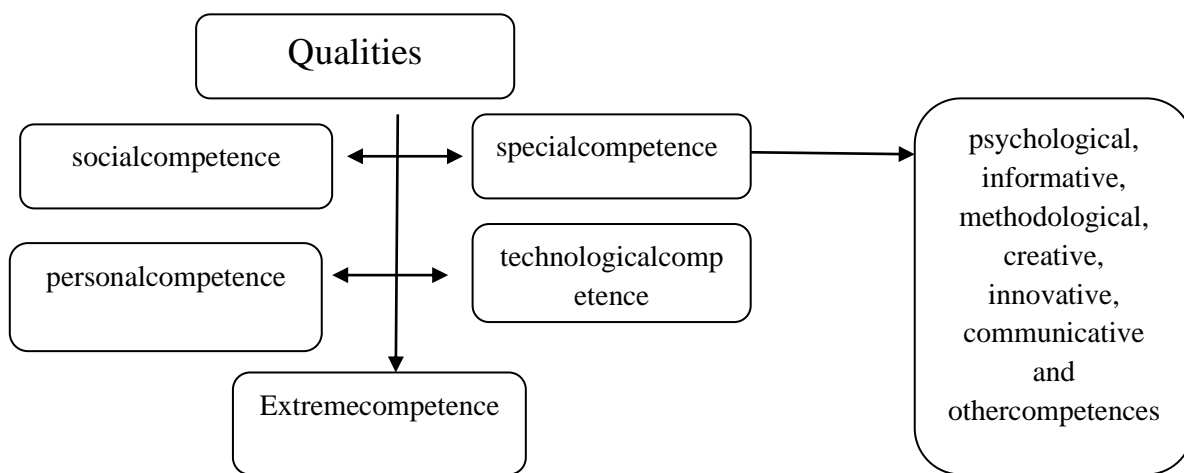 Qualities
socialcompetence
specialcompetence
personalcompetence
technologicalcomp
etence
Extremecompetence
psychological,
informative,
methodological,
creative,
innovative,
communicative
and
othercompetences